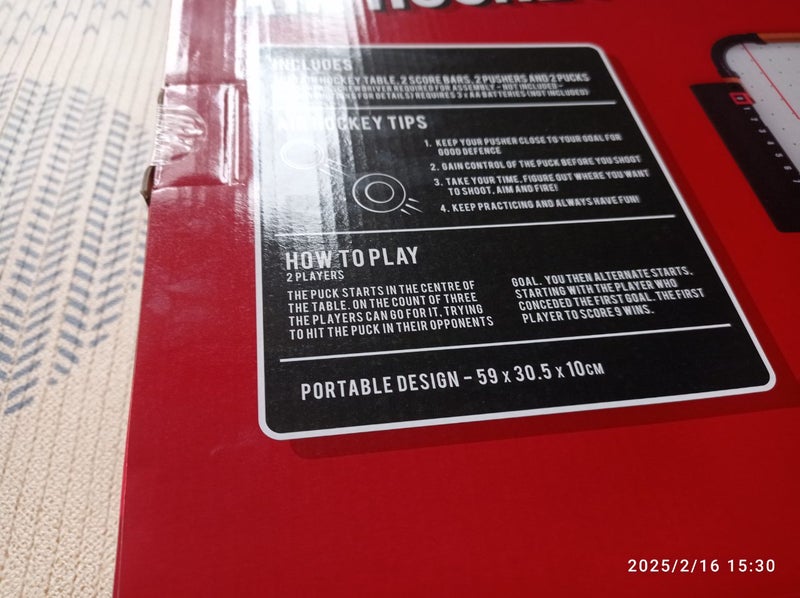 AIR HOCKEY
INCLUDES
HOCKEY TABLE, 2 SCORE BARS, 2 PUSHERS AND 2 PUCKS
SCREWDRIVER REQUIRED FOR ASSEMBLY - NOT INCLUDED -
FOR DETAILS) REQUIRES 3 x AA BATTERIES (NOT INCLUDED)
AIR HOCKEY TIPS
1. KEEP YOUR PUSHER CLOSE TO YOUR GOAL FOR
GOOD DEFENCE
2. GAIN CONTROL OF THE PUCK BEFORE YOU SHOOT
3. TAKE YOUR TIME, FIGURE OUT WHERE YOU WANT
TO SHOOT, AIM AND FIRE!
4. KEEP PRACTICING AND ALWAYS HAVE FUN!
HOW TO PLAY
2 PLAYERS
THE PUCK STARTS IN THE CENTRE OF
THE TABLE. ON THE COUNT OF THREE
THE PLAYERS CAN GO FOR IT, TRYING
TO HIT THE PUCK IN THEIR OPPONENTS
GOAL. YOU THEN ALTERNATE STARTS.
STARTING WITH THE PLAYER WHO
CONCEDED THE FIRST GOAL. THE FIRST
PLAYER TO SCORE 9 WINS.
PORTABLE DESIGN – 59 x 30.5 x 10CM
2025/2/16 15:30